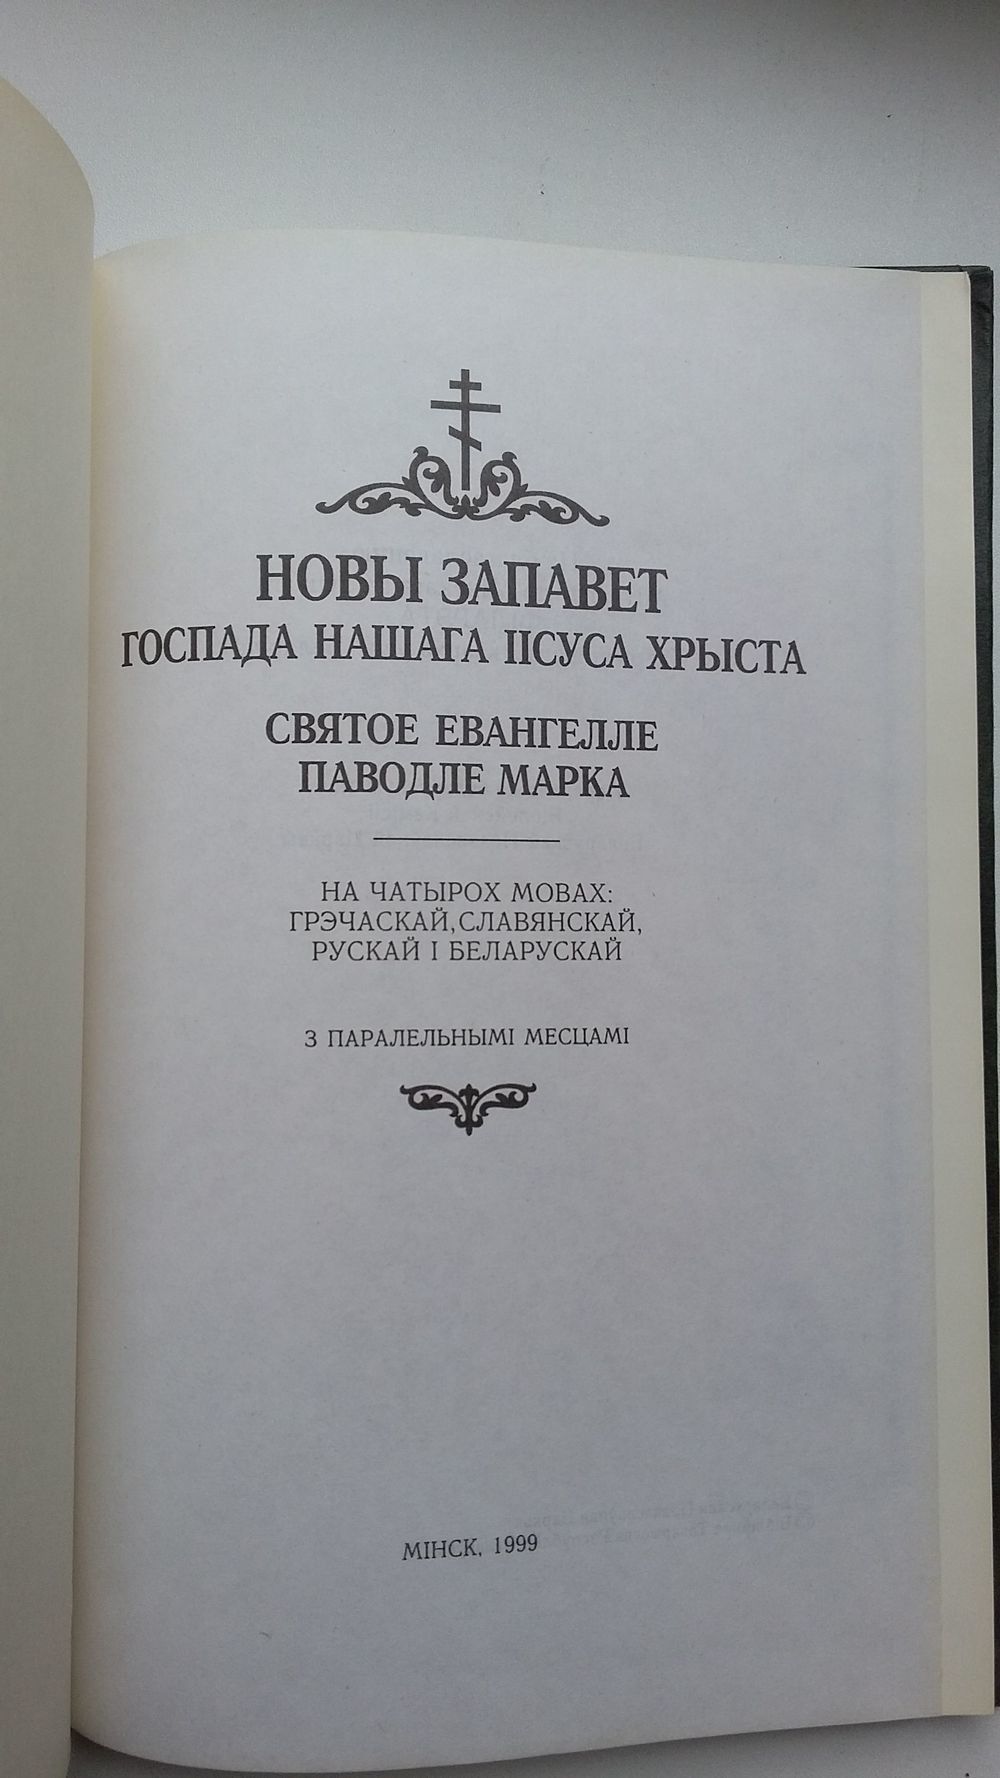 НОВЫ ЗАПАВЕТ
ГОСПАДА НАШАГА ІІСУСА ХРЫСТА
СВЯТОЕ ЕВАНГЕЛЛЕ
ПАВОДЛЕ МАРКА
НА ЧАТЫРОХ МОВАХ:
ГРЭЧАСКАЙ, СЛАВЯНСКАЙ,
РУСКАЙ І БЕЛАРУСКАЙ
З ПАРАЛЕЛЬНЫМІ МЕСЦАМІ
МІНСК, 1999